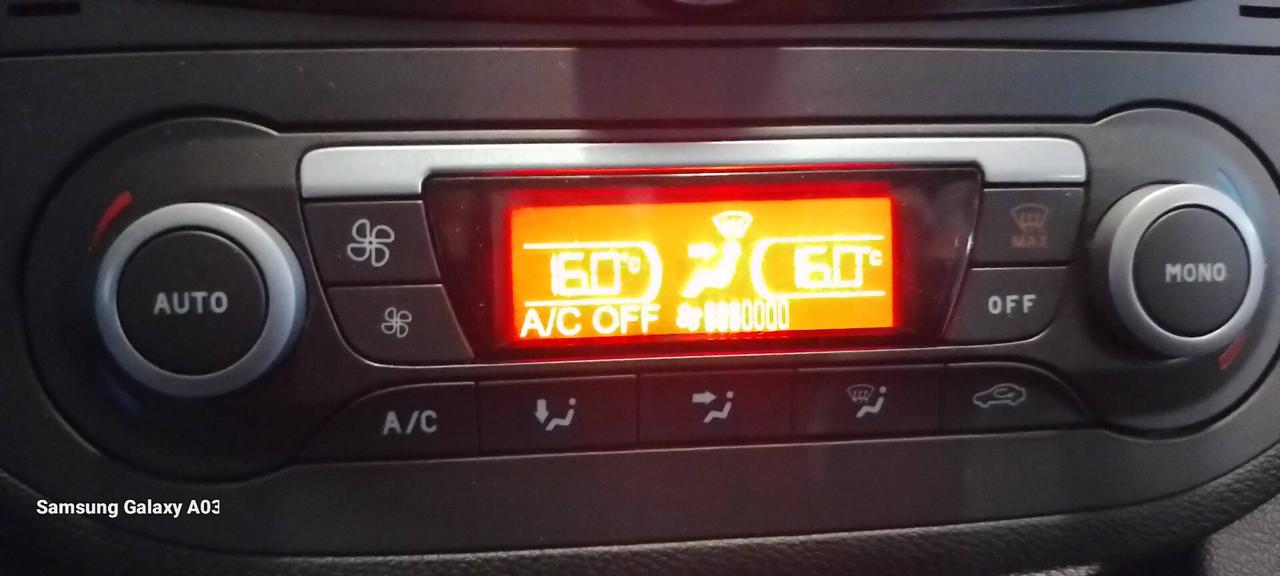 AUTO
16.0°c
16.0°c
A/C OFF
MAX
OFF
MONO
A/C
Samsung Galaxy A03